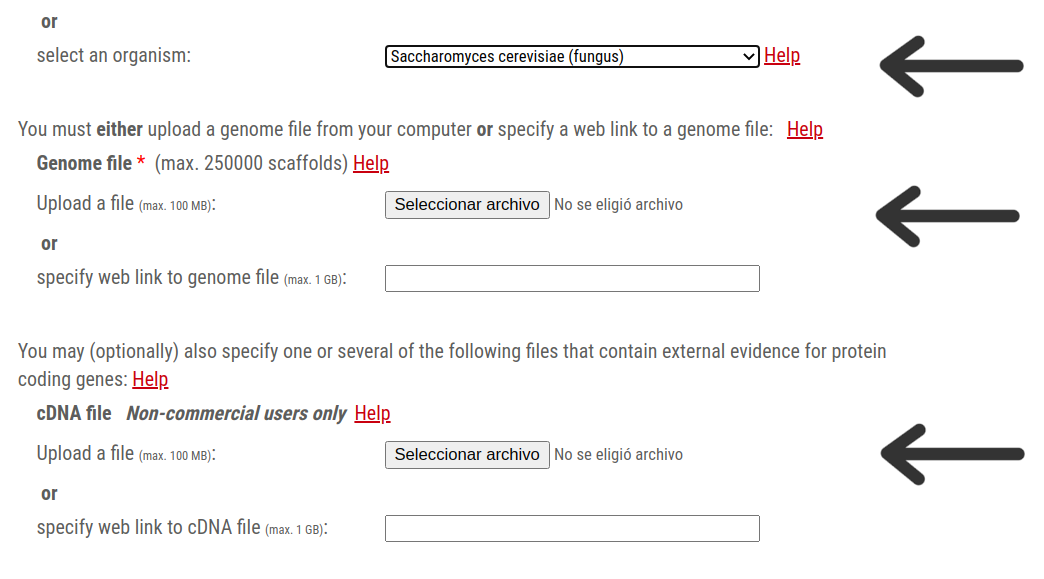 or
select an organism: Saccharomyces cerevisiae (fungus) Help
You must either upload a genome file from your computer or specify a web link to a genome file: Help
Genome file * (max. 250000 scaffolds) Help
Upload a file (max. 100 MB): Seleccionar archivo No se eligió archivo
or
specify web link to genome file (max. 1 GB):
You may (optionally) also specify one or several of the following files that contain external evidence for protein
coding genes: Help
cDNA file Non-commercial users only Help
Upload a file (max. 100 MB): Seleccionar archivo No se eligió archivo
or
specify web link to cDNA file (max. 1 GB):